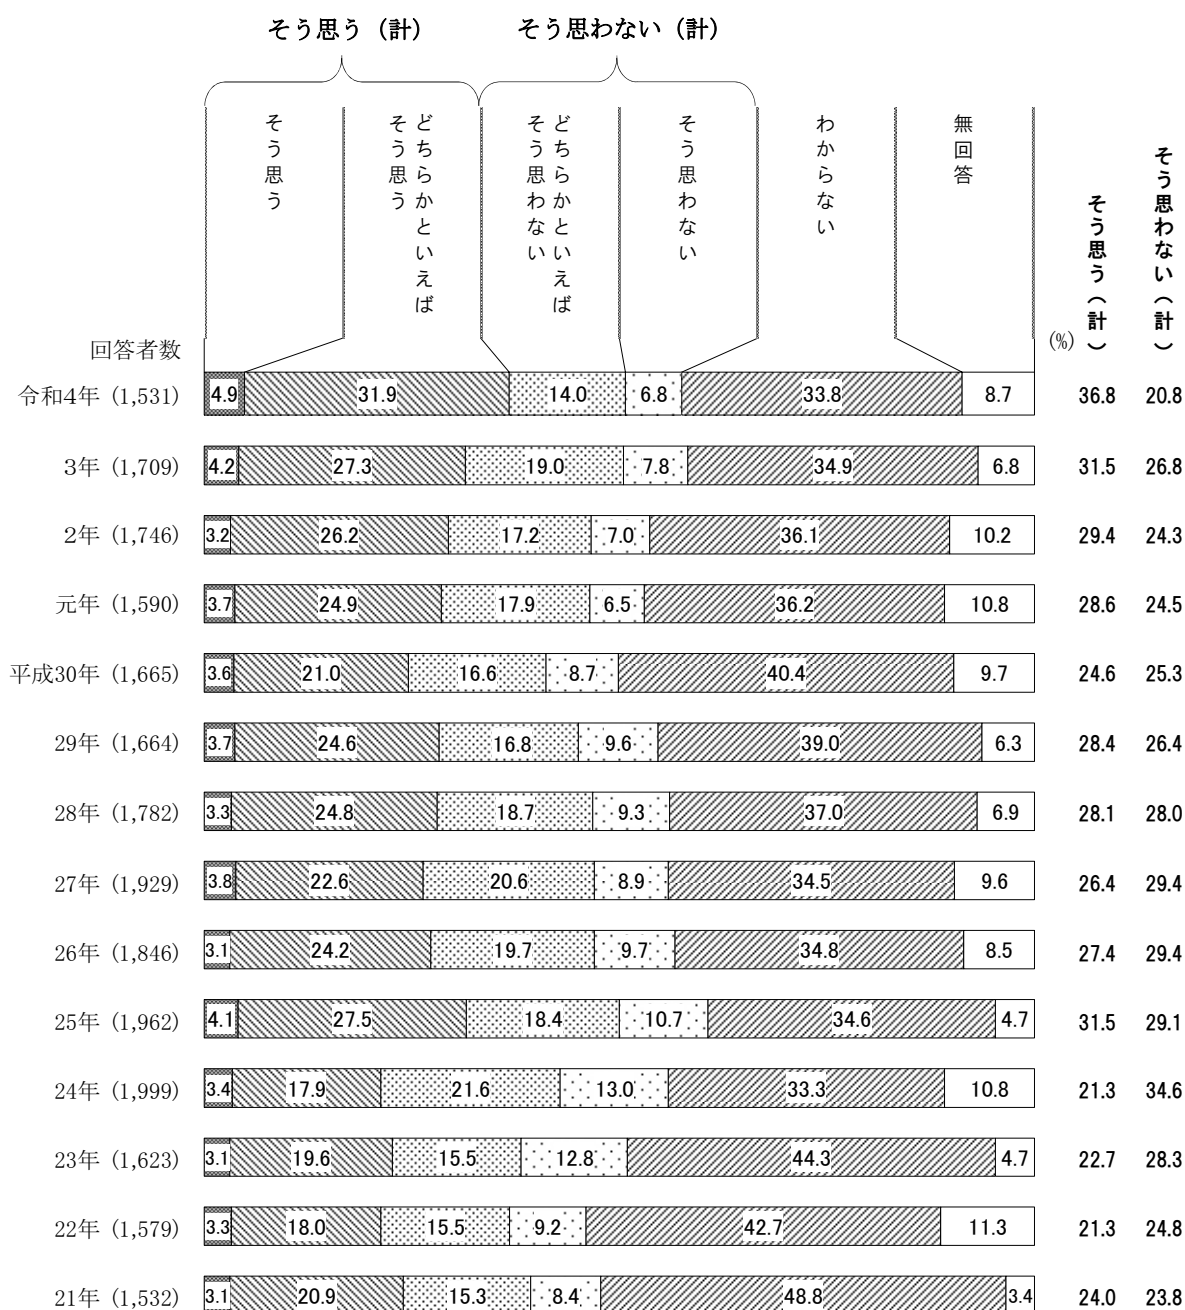 そう思う（計）
そう思わない（計）
そう思う
どちらかといえば
そう思う
どちらかといえば
そう思わない
そう思わない
わからない
無回答
そう思う（計）
そう思わない（計）
回答者数
(%)
令和4年 (1,531) 4.9 31.9 14.0 6.8 33.8 8.7 36.8 20.8
3年 (1,709) 4.2 27.3 19.0 7.8 34.9 6.8 31.5 26.8
2年 (1,746) 3.2 26.2 17.2 7.0 36.1 10.2 29.4 24.3
元年 (1,590) 3.7 24.9 17.9 6.5 36.2 10.8 28.6 24.5
平成30年 (1,665) 3.6 21.0 16.6 8.7 40.4 9.7 24.6 25.3
29年 (1,664) 3.7 24.6 16.8 9.6 39.0 6.3 28.4 26.4
28年 (1,782) 3.3 24.8 18.7 9.3 37.0 6.9 28.1 28.0
27年 (1,929) 3.8 22.6 20.6 8.9 34.5 9.6 26.4 29.4
26年 (1,846) 3.1 24.2 19.7 9.7 34.8 8.5 27.4 29.4
25年 (1,962) 4.1 27.5 18.4 10.7 34.6 4.7 31.5 29.1
24年 (1,999) 3.4 17.9 21.6 13.0 33.3 10.8 21.3 34.6
23年 (1,623) 3.1 19.6 15.5 12.8 44.3 4.7 22.7 28.3
22年 (1,579) 3.3 18.0 15.5 9.2 42.7 11.3 21.3 24.8
21年 (1,532) 3.1 20.9 15.3 8.4 48.8 3.4 24.0 23.8